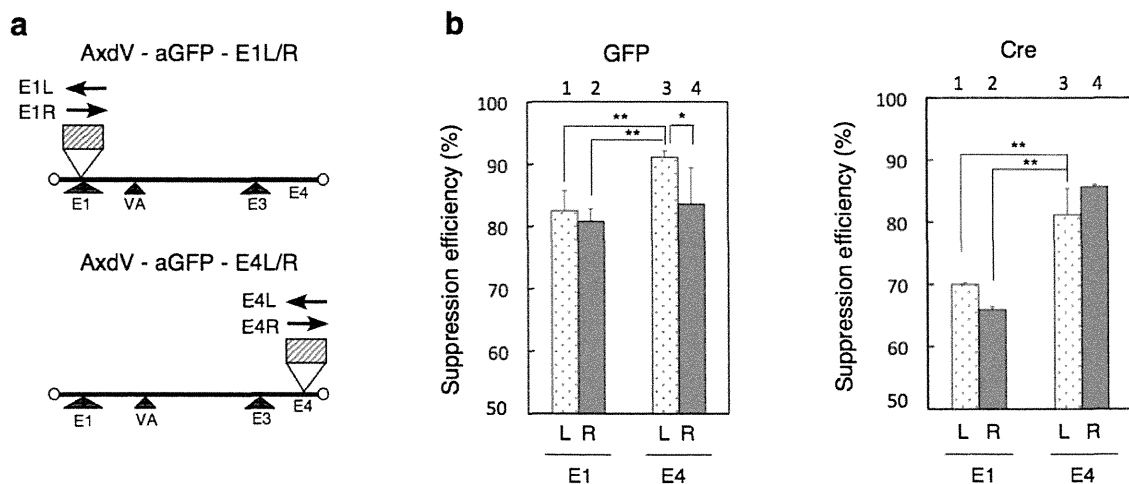 a
AxdV - aGFP - E1L/R
E1L
E1R
E1
VA
E3
E4
AxdV - aGFP - E4L/R
E4L
E4R
E1
VA
E3
E4
b
GFP
1 2 3 4
Suppression efficiency (%)
100
90
80
70
60
50
**
**
*
L R L R
E1 E4
Cre
1 2 3 4
Suppression efficiency (%)
100
90
80
70
60
50
**
**
L R L R
E1 E4